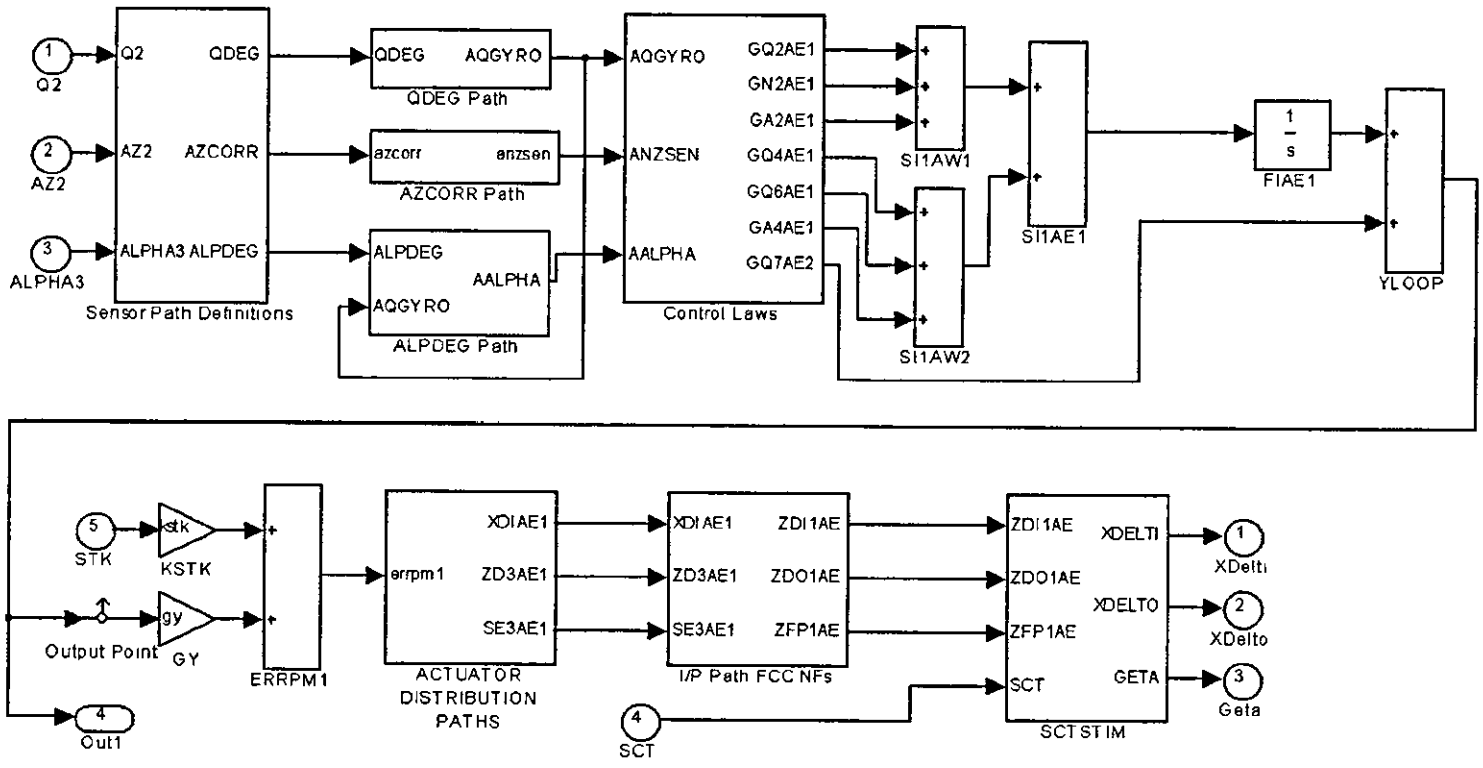 1
Q2
2
AZ2
3
ALPHA3
Q2 QDEG
AZ2 AZCORR
ALPHA3 ALPDEG
Sensor Path Definitions
QDEG AQGYRO
QDEG Path
azcorr anzsen
AZCORR Path
ALPDEG
AALPHA
AQGYRO
ALPDEG Path
AQGYRO
ANZSEN
AALPHA
GQ2AE1
GN2AE1
GA2AE1
GQ4AE1
GQ6AE1
GA4AE1
GQ7AE2
Control Laws
+
+
+
SI1AW1
+
+
+
SI1AW2
+
+
SI1AE1
1
s
FIAE1
+
+
YLOOP
5
STK
kstk
KSTK
Output Point
gy
GY
4
Out1
+
+
ERRPM1
errpm1
XDIAE1
ZD3AE1
SE3AE1
ACTUATOR
DISTRIBUTION
PATHS
XDIAE1 ZDI1AE
ZD3AE1 ZDO1AE
SE3AE1 ZFP1AE
I/P Path FCC NFs
4
SCT
ZDI1AE
ZDO1AE
ZFP1AE
SCT
XDELTI
XDELTO
GETA
SCTSTIM
1
XDelti
2
XDelto
3
Geta